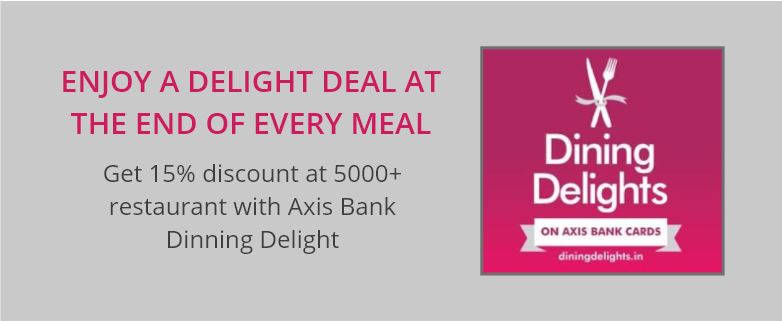 ENJOY A DELIGHT DEAL AT
THE END OF EVERY MEAL
Get 15% discount at 5000+
restaurant with Axis Bank
Dinning Delight
Dining
Delights
ON AXIS BANK CARDS
diningdelights.in